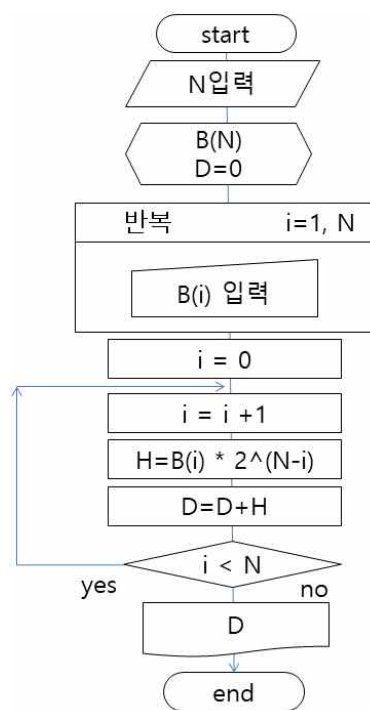 start
N입력
B(N)
D=0
반복 i=1, N
B(i) 입력
i = 0
i = i +1
H=B(i) * 2^(N-i)
D=D+H
i < N
yes no
D
end